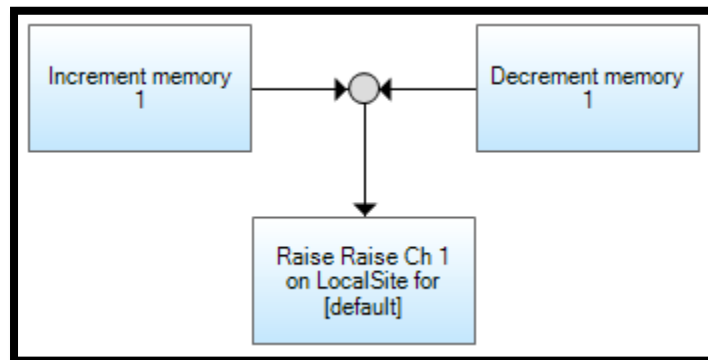 Increment memory
1
Decrement memory
1
Raise Raise Ch 1
on LocalSite for
[default]